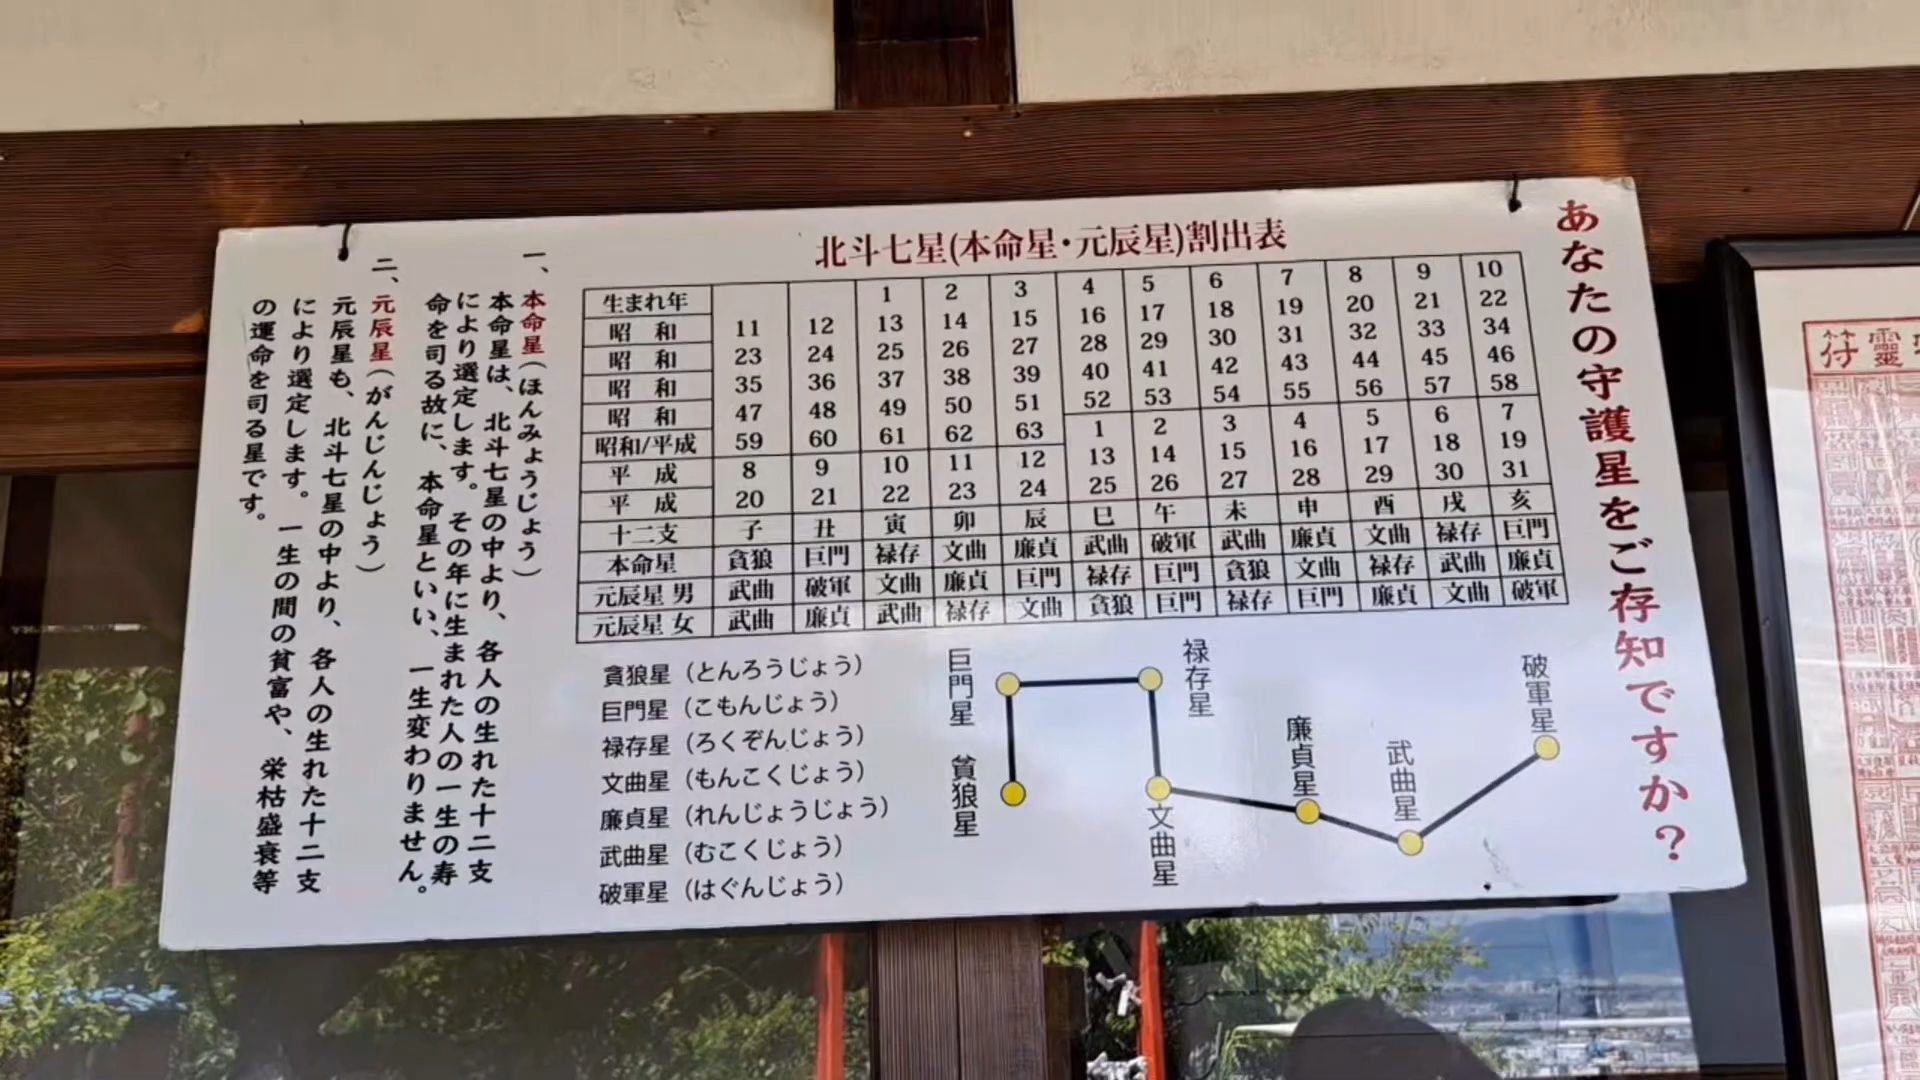 あなたの守護星をご存知ですか?
北斗七星(本命星・元辰星)割出表
生まれ年 1 2 3 4 5 6 7 8 9 10
昭和 11 12 13 14 15 16 17 18 19 20 21 22
昭和 23 24 25 26 27 28 29 30 31 32 33 34
昭和 35 36 37 38 39 40 41 42 43 44 45 46
昭和 47 48 49 50 51 52 53 54 55 56 57 58
昭和/平成 59 60 61 62 63 1 2 3 4 5 6 7
平成 8 9 10 11 12 13 14 15 16 17 18 19
平成 20 21 22 23 24 25 26 27 28 29 30 31
十二支 子 丑 寅 卯 辰 巳 午 未 申 酉 戌 亥
本命星 貪狼 巨門 禄存 文曲 廉貞 武曲 破軍 武曲 廉貞 文曲 禄存 巨門
元辰星 男 武曲 破軍 文曲 廉貞 巨門 禄存 巨門 貪狼 文曲 禄存 武曲 廉貞
元辰星 女 武曲 廉貞 武曲 禄存 文曲 貪狼 巨門 禄存 巨門 廉貞 文曲 破軍
貪狼星(とんろうじょう)
巨門星(こもんじょう)
禄存星(ろくぞんじょう)
文曲星(もんこくじょう)
廉貞星(れんじょうじょう)
武曲星(むこくじょう)
破軍星(はぐんじょう)
巨門星
貪狼星
禄存星
文曲星
廉貞星
武曲星
破軍星
一、本命星(ほんみょうじょう)
本命星は、北斗七星の中より、各人の生れた十二支
により選定します。その年に生まれた人の一生の寿
命を司る故に、本命星といい、一生変わりません。
二、元辰星(がんじんじょう)
元辰星も、北斗七星の中より、各人の生れた十二支
により選定します。一生の間の貧富や、栄枯盛衰等
の運命を司る星です。
符靈